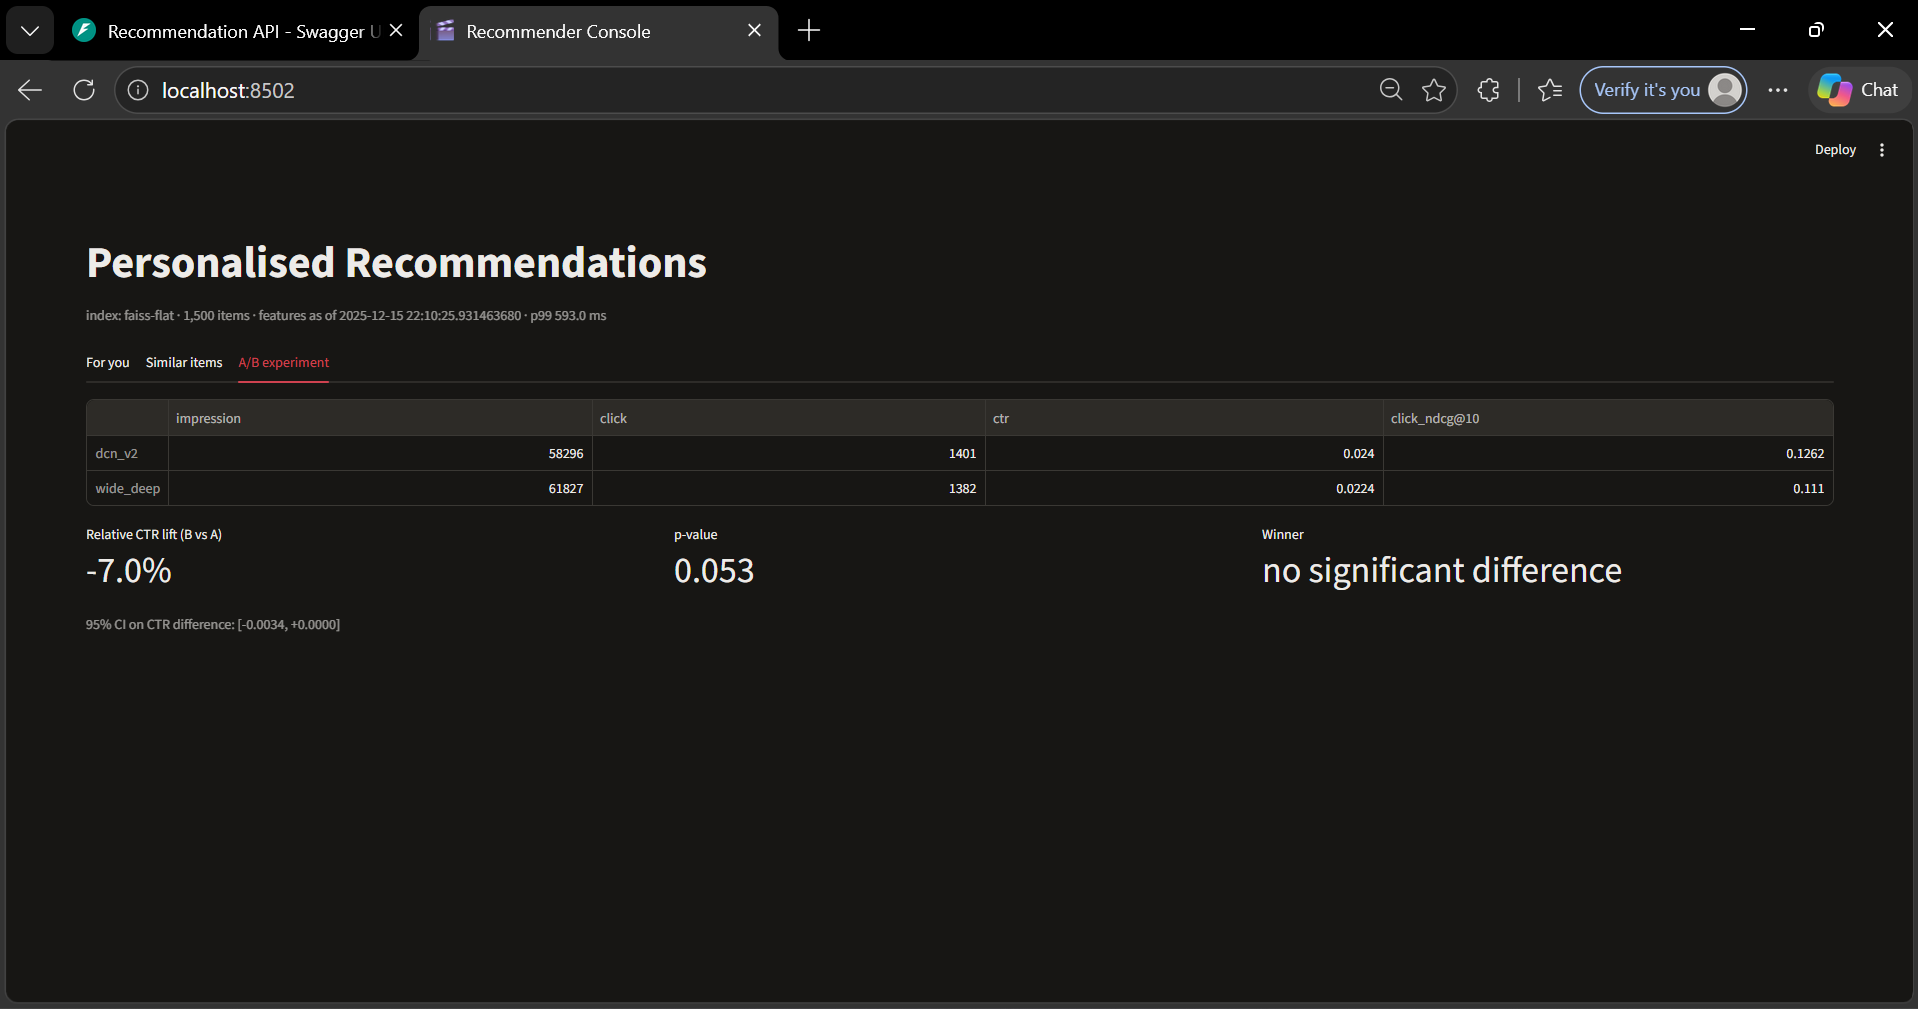 Recommendation API - Swagger U
Recommender Console
localhost:8502
Verify it's you
Chat
Deploy
Personalised Recommendations
index: faiss-flat · 1,500 items · features as of 2025-12-15 22:10:25.931463680 · p99 593.0 ms
For you Similar items A/B experiment
impression click ctr click_ndcg@10
dcn_v2 58296 1401 0.024 0.1262
wide_deep 61827 1382 0.0224 0.111
Relative CTR lift (B vs A) p-value Winner
-7.0% 0.053 no significant difference
95% CI on CTR difference: [-0.0034, +0.0000]